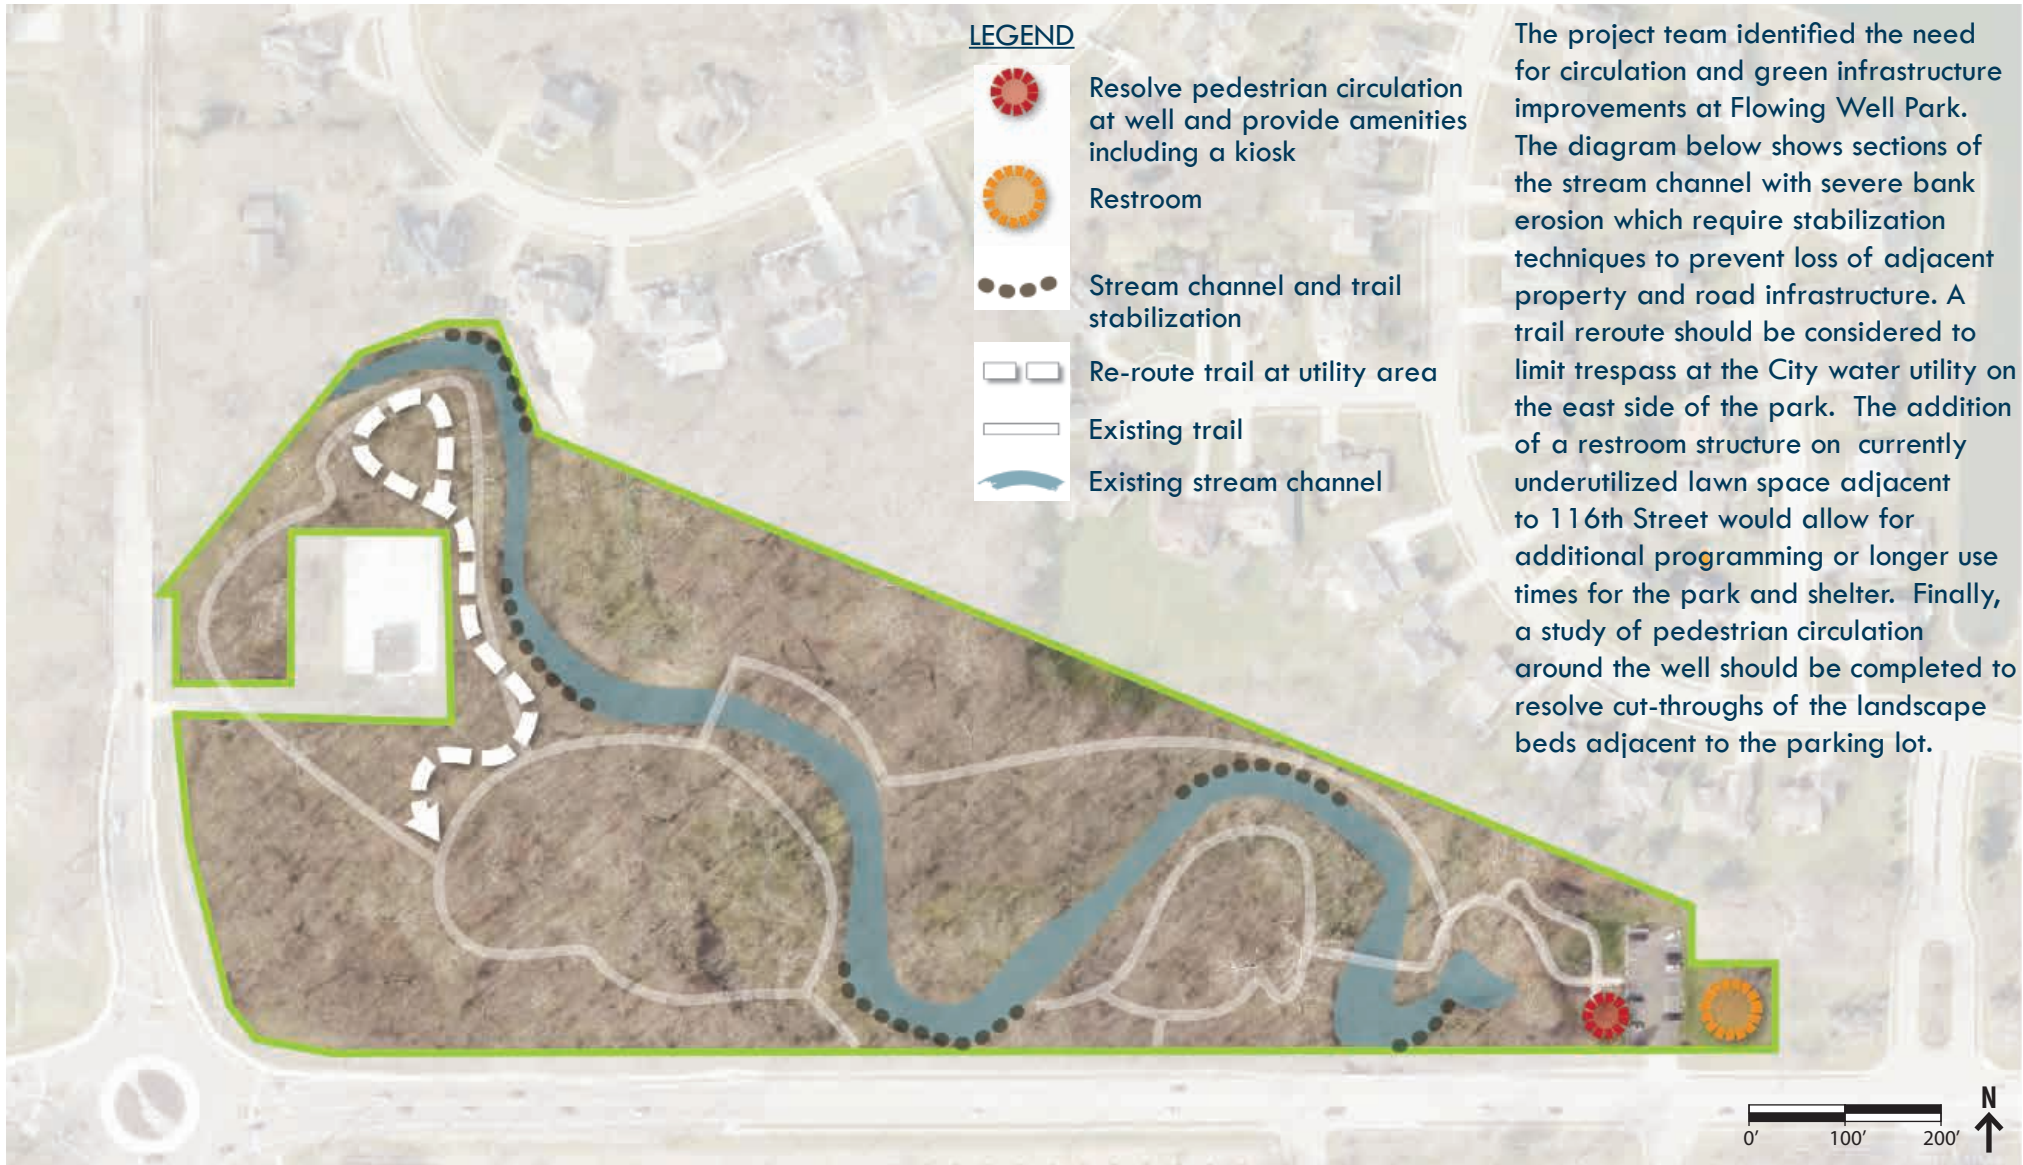 LEGEND
Resolve pedestrian circulation
at well and provide amenities
including a kiosk
Restroom
Stream channel and trail
stabilization
Re-route trail at utility area
Existing trail
Existing stream channel
The project team identified the need
for circulation and green infrastructure
improvements at Flowing Well Park.
The diagram below shows sections of
the stream channel with severe bank
erosion which require stabilization
techniques to prevent loss of adjacent
property and road infrastructure. A
trail reroute should be considered to
limit trespass at the City water utility on
the east side of the park. The addition
of a restroom structure on currently
underutilized lawn space adjacent
to 116th Street would allow for
additional programming or longer use
times for the park and shelter. Finally,
a study of pedestrian circulation
around the well should be completed to
resolve cut-throughs of the landscape
beds adjacent to the parking lot.
N
0' 100' 200'